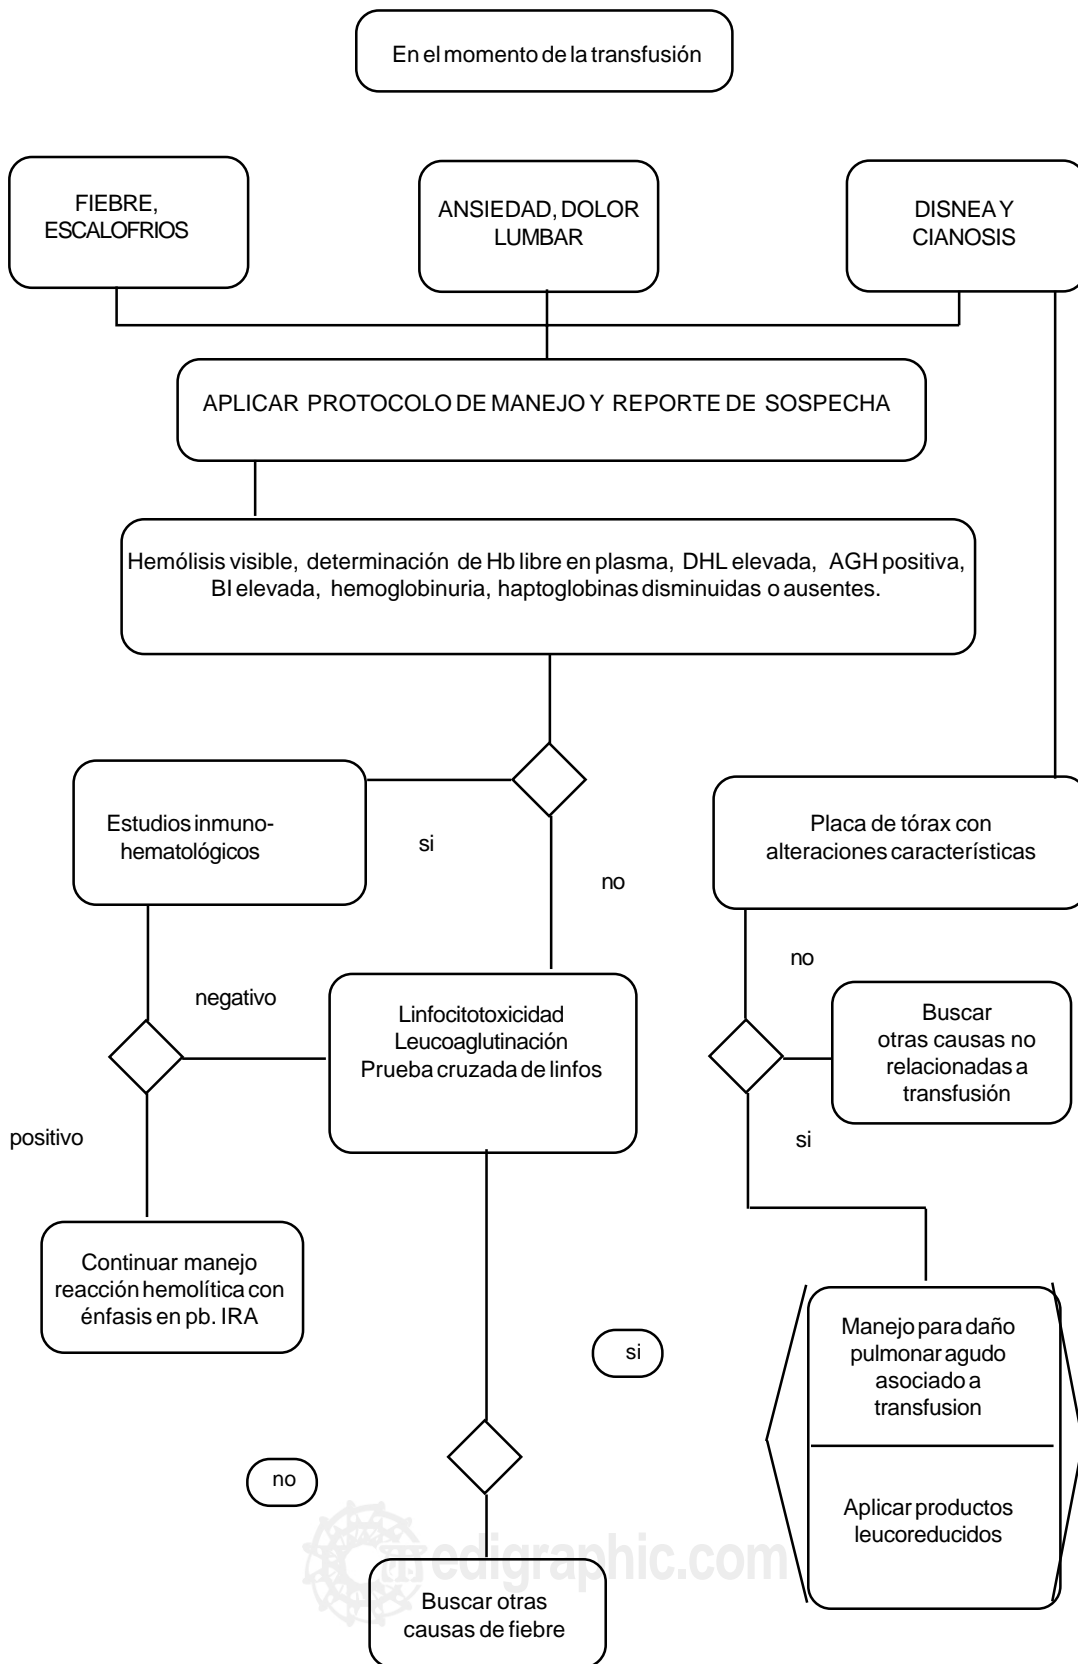 En el momento de la transfusión
FIEBRE,
ESCALOFRIOS
ANSIEDAD, DOLOR
LUMBAR
DISNEA Y
CIANOSIS
APLICAR PROTOCOLO DE MANEJO Y REPORTE DE SOSPECHA
Hemólisis visible, determinación de Hb libre en plasma, DHL elevada, AGH positiva,
BI elevada, hemoglobinuria, haptoglobinas disminuidas o ausentes.
Estudios inmuno-
hematológicos
si
no
Placa de tórax con
alteraciones características
no
negativo
Linfocitotoxicidad
Leucoaglutinación
Prueba cruzada de linfos
Buscar
otras causas no
relacionadas a
transfusión
positivo
si
Continuar manejo
reacción hemolítica con
énfasis en pb. IRA
si
Manejo para daño
pulmonar agudo
asociado a
transfusion
no
Aplicar productos
leucoreducidos
edigraphic.com
Buscar otras
causas de fiebre